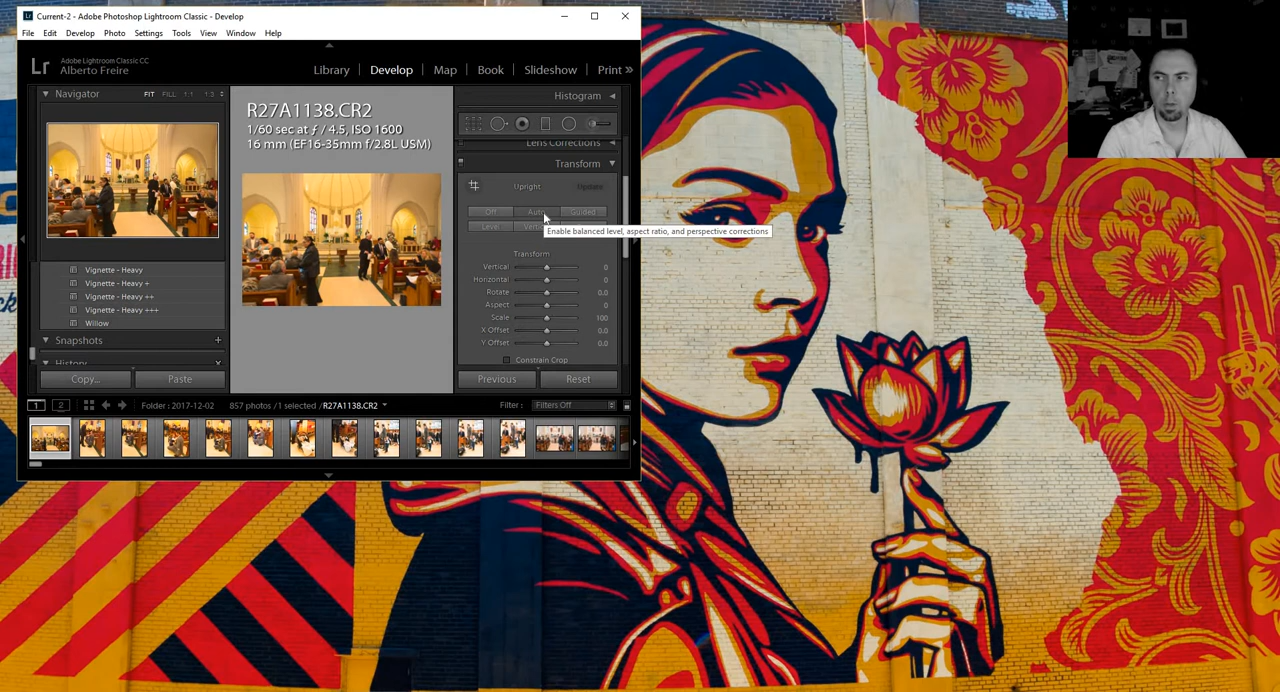 Current-2 - Adobe Photoshop Lightroom Classic - Develop
File Edit Develop Photo Settings Tools View Window Help
Lr Adobe Lightroom Classic CC
Alberto Freire
Library | Develop | Map | Book | Slideshow | Print
Navigator FIT FILL 1:1 1:3
Histogram
R27A1138.CR2
1/60 sec at ƒ / 4.5, ISO 1600
16 mm (EF16-35mm f/2.8L USM)
Lens Corrections
Transform
Upright Update
Off Auto Guided
Level
Enable balanced level, aspect ratio, and perspective corrections
Transform
Vertical 0
Horizontal 0
Rotate 0.0
Aspect 0
Scale 100
X Offset 0.0
Y Offset 0.0
Constrain Crop
Vignette - Heavy
Vignette - Heavy +
Vignette - Heavy ++
Vignette - Heavy +++
Willow
Snapshots +
History
Copy... Paste
Previous Reset
1 2 Folder : 2017-12-02 857 photos / 1 selected / R27A1138.CR2 Filter : Filters Off